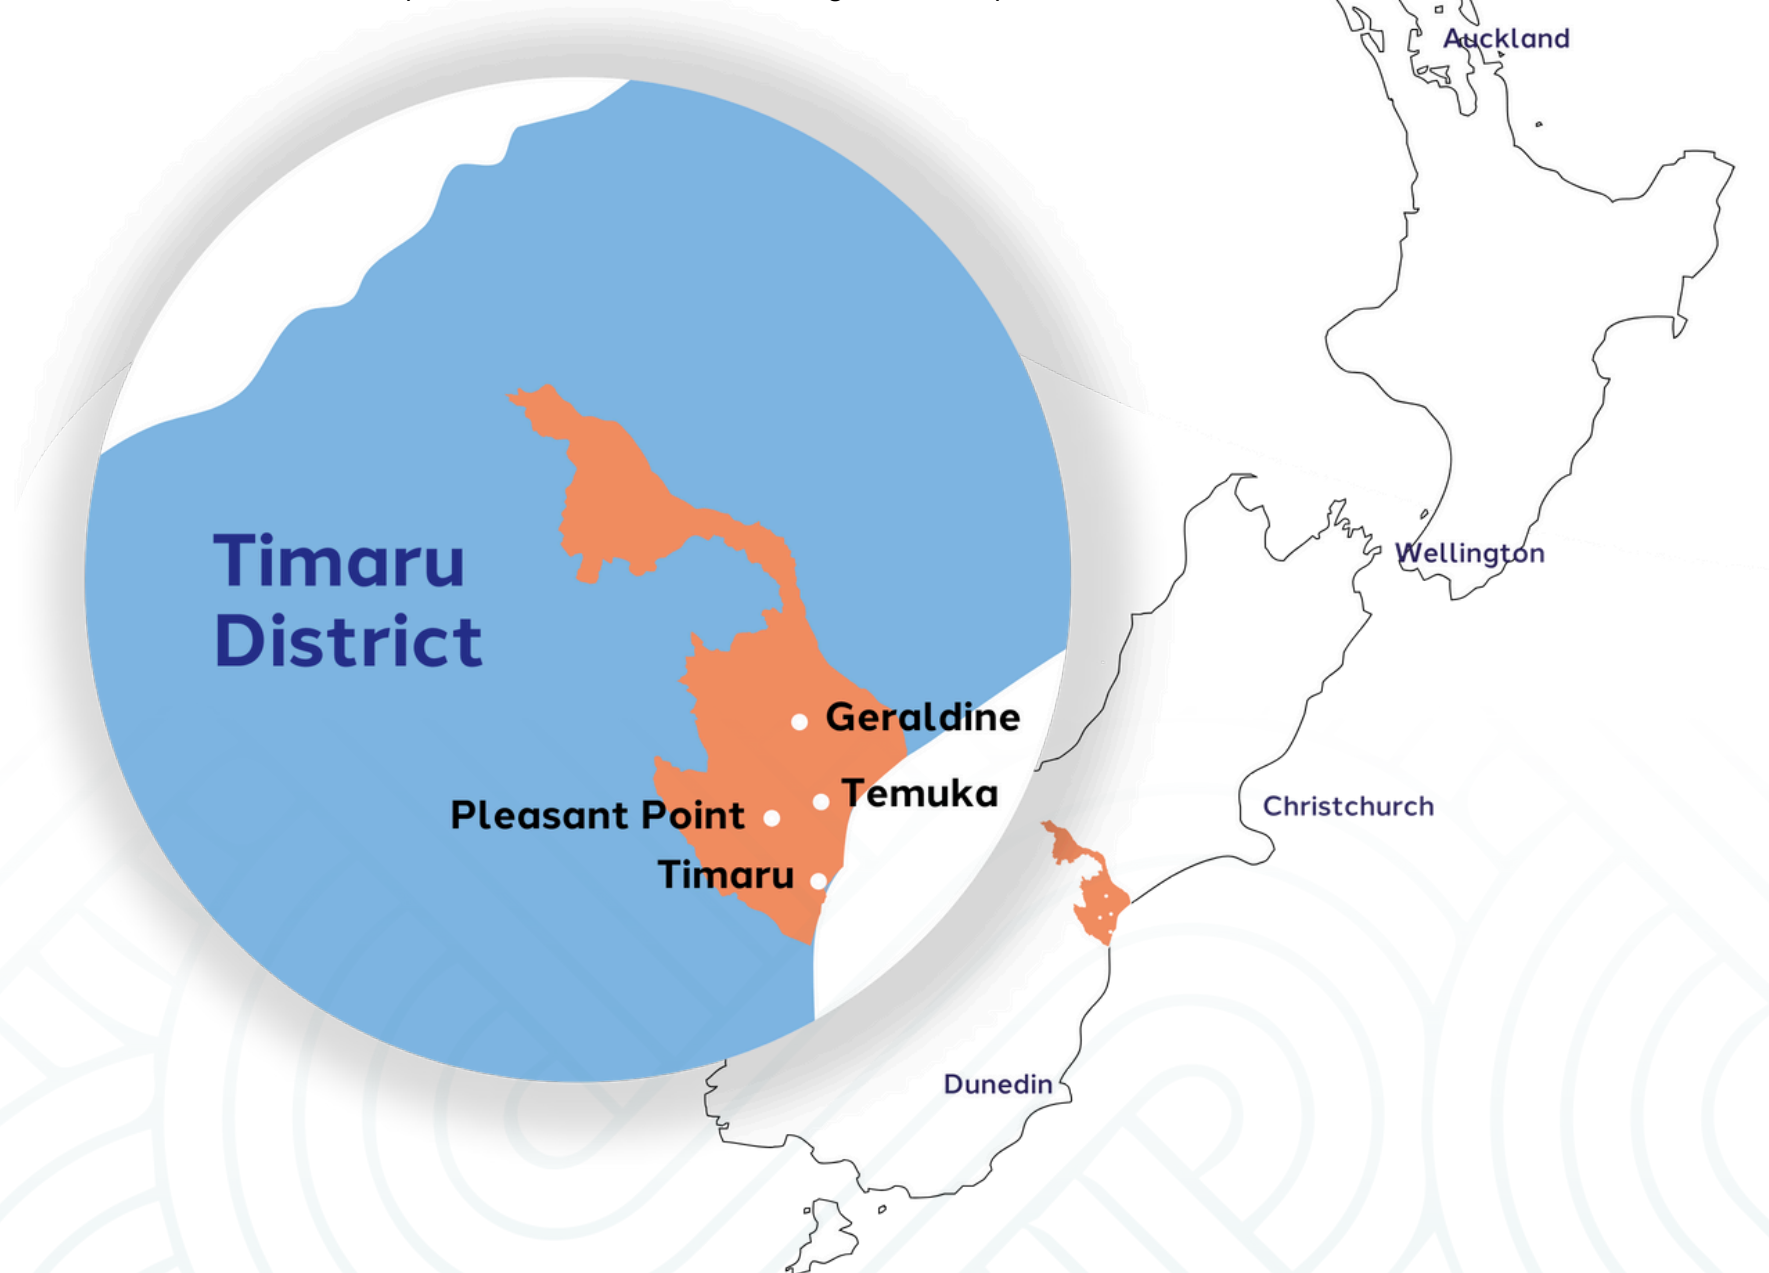 Auckland
Timaru
District
Wellington
Geraldine
Temuka
Pleasant Point
Christchurch
Timaru
Dunedin